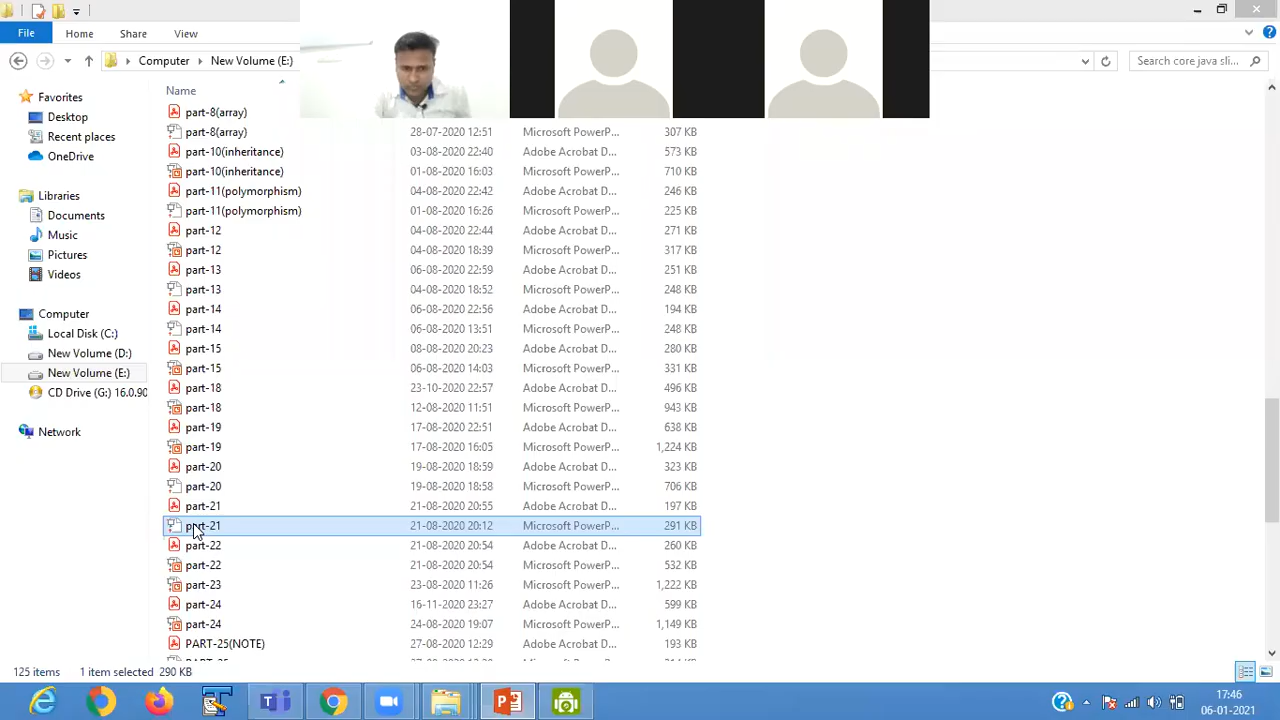 File Home Share View
Computer New Volume (E:) Search core java sli...
Name
Favorites
Desktop
Recent places
OneDrive
Libraries
Documents
Music
Pictures
Videos
Computer
Local Disk (C:)
New Volume (D:)
New Volume (E:)
CD Drive (G:) 16.0.90
Network
part-8(array)
part-8(array) 28-07-2020 12:51 Microsoft PowerP... 307 KB
part-10(inheritance) 03-08-2020 22:40 Adobe Acrobat D... 573 KB
part-10(inheritance) 01-08-2020 16:03 Microsoft PowerP... 710 KB
part-11(polymorphism) 04-08-2020 22:42 Adobe Acrobat D... 246 KB
part-11(polymorphism) 01-08-2020 16:26 Microsoft PowerP... 225 KB
part-12 04-08-2020 22:44 Adobe Acrobat D... 271 KB
part-12 04-08-2020 18:39 Microsoft PowerP... 317 KB
part-13 06-08-2020 22:59 Adobe Acrobat D... 251 KB
part-13 04-08-2020 18:52 Microsoft PowerP... 248 KB
part-14 06-08-2020 22:56 Adobe Acrobat D... 194 KB
part-14 06-08-2020 13:51 Microsoft PowerP... 248 KB
part-15 08-08-2020 20:23 Adobe Acrobat D... 280 KB
part-15 06-08-2020 14:03 Microsoft PowerP... 331 KB
part-18 23-10-2020 22:57 Adobe Acrobat D... 496 KB
part-18 12-08-2020 11:51 Microsoft PowerP... 943 KB
part-19 17-08-2020 22:51 Adobe Acrobat D... 638 KB
part-19 17-08-2020 16:05 Microsoft PowerP... 1,224 KB
part-20 19-08-2020 18:59 Adobe Acrobat D... 323 KB
part-20 19-08-2020 18:58 Microsoft PowerP... 706 KB
part-21 21-08-2020 20:55 Adobe Acrobat D... 197 KB
part-21 21-08-2020 20:12 Microsoft PowerP... 291 KB
part-22 21-08-2020 20:54 Adobe Acrobat D... 260 KB
part-22 21-08-2020 20:54 Microsoft PowerP... 532 KB
part-23 23-08-2020 11:26 Microsoft PowerP... 1,222 KB
part-24 16-11-2020 23:27 Adobe Acrobat D... 599 KB
part-24 24-08-2020 19:07 Microsoft PowerP... 1,149 KB
PART-25(NOTE) 27-08-2020 12:29 Adobe Acrobat D... 193 KB
125 items 1 item selected 290 KB
17:46
06-01-2021